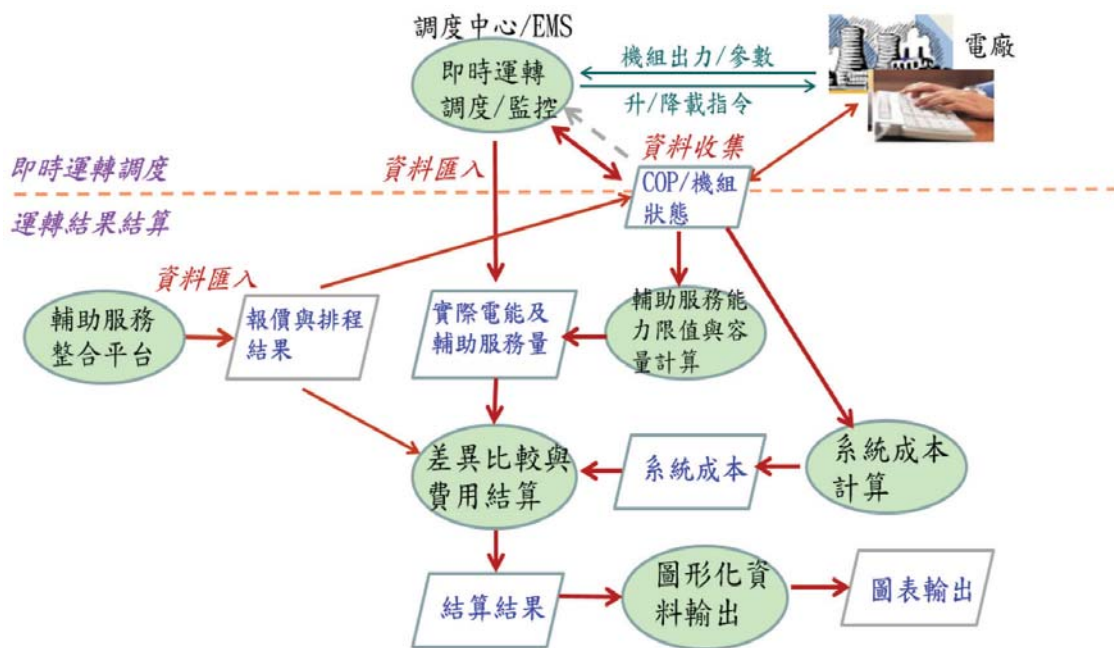 調度中心/EMS
即時運轉
調度/監控
機組出力/參數
升/降載指令
電廠
即時運轉調度
資料匯入
資料收集
COP/機組
狀態
運轉結果結算
資料匯入
輔助服務
整合平台
報價與排程
結果
實際電能及
輔助服務量
輔助服務能
力限值與容
量計算
差異比較與
費用結算
系統成本
系統成本
計算
結算結果
圖形化資
料輸出
圖表輸出